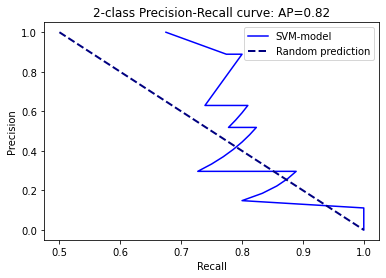 2-class Precision-Recall curve: AP=0.82
SVM-model
Random prediction
Precision
1.0
0.8
0.6
0.4
0.2
0.0
0.5 0.6 0.7 0.8 0.9 1.0
Recall